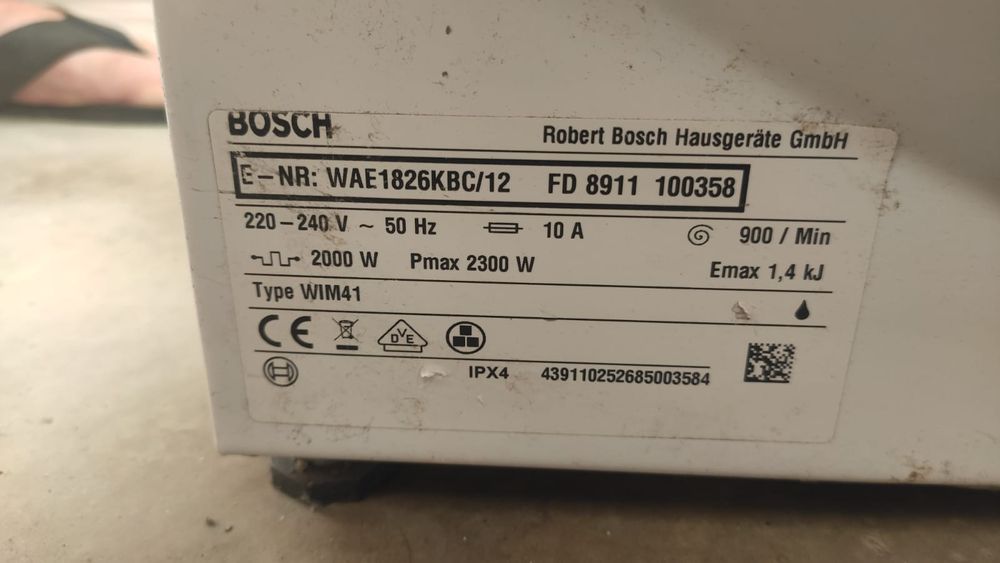 BOSCH
Robert Bosch Hausgeräte GmbH
E-NR: WAE1826KBC/12 FD 8911 100358
220-240 V ~ 50 Hz 10 A 900 / Min
2000 W Pmax 2300 W Emax 1,4 kJ
Type WIM41
CE DVE
IPX4 439110252685003584